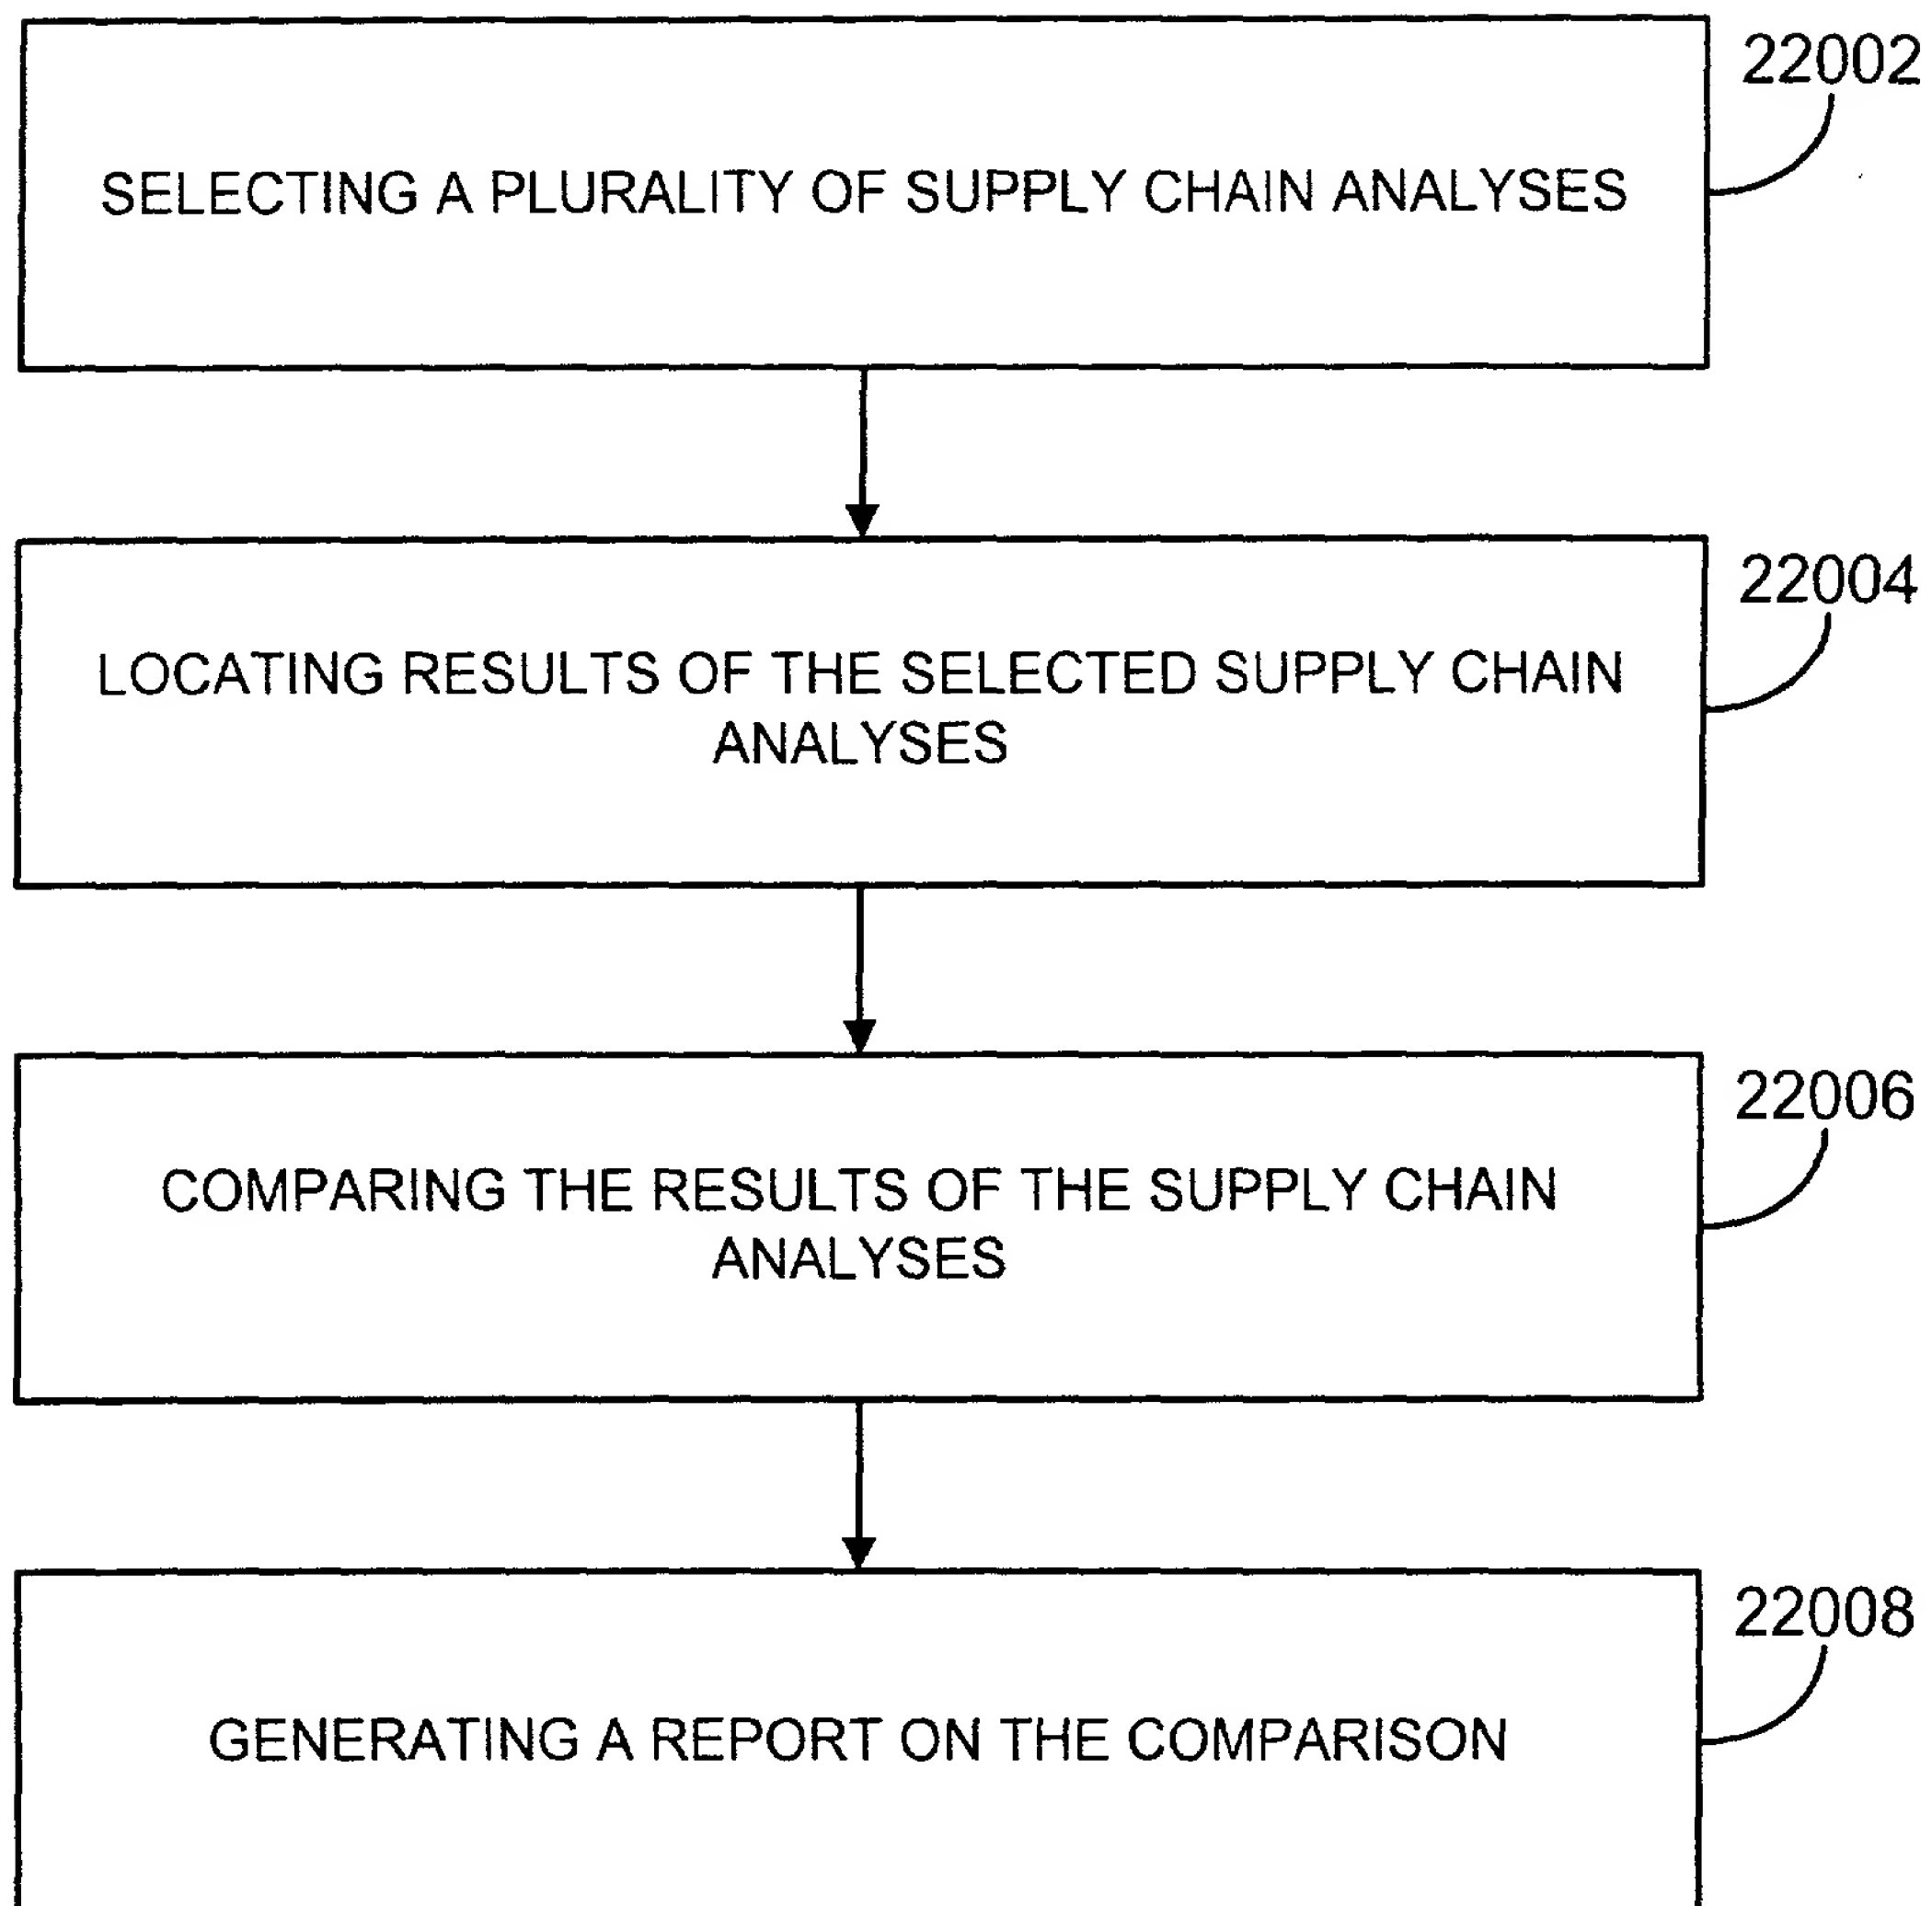 22002
SELECTING A PLURALITY OF SUPPLY CHAIN ANALYSES
22004
LOCATING RESULTS OF THE SELECTED SUPPLY CHAIN
ANALYSES
22006
COMPARING THE RESULTS OF THE SUPPLY CHAIN
ANALYSES
22008
GENERATING A REPORT ON THE COMPARISON